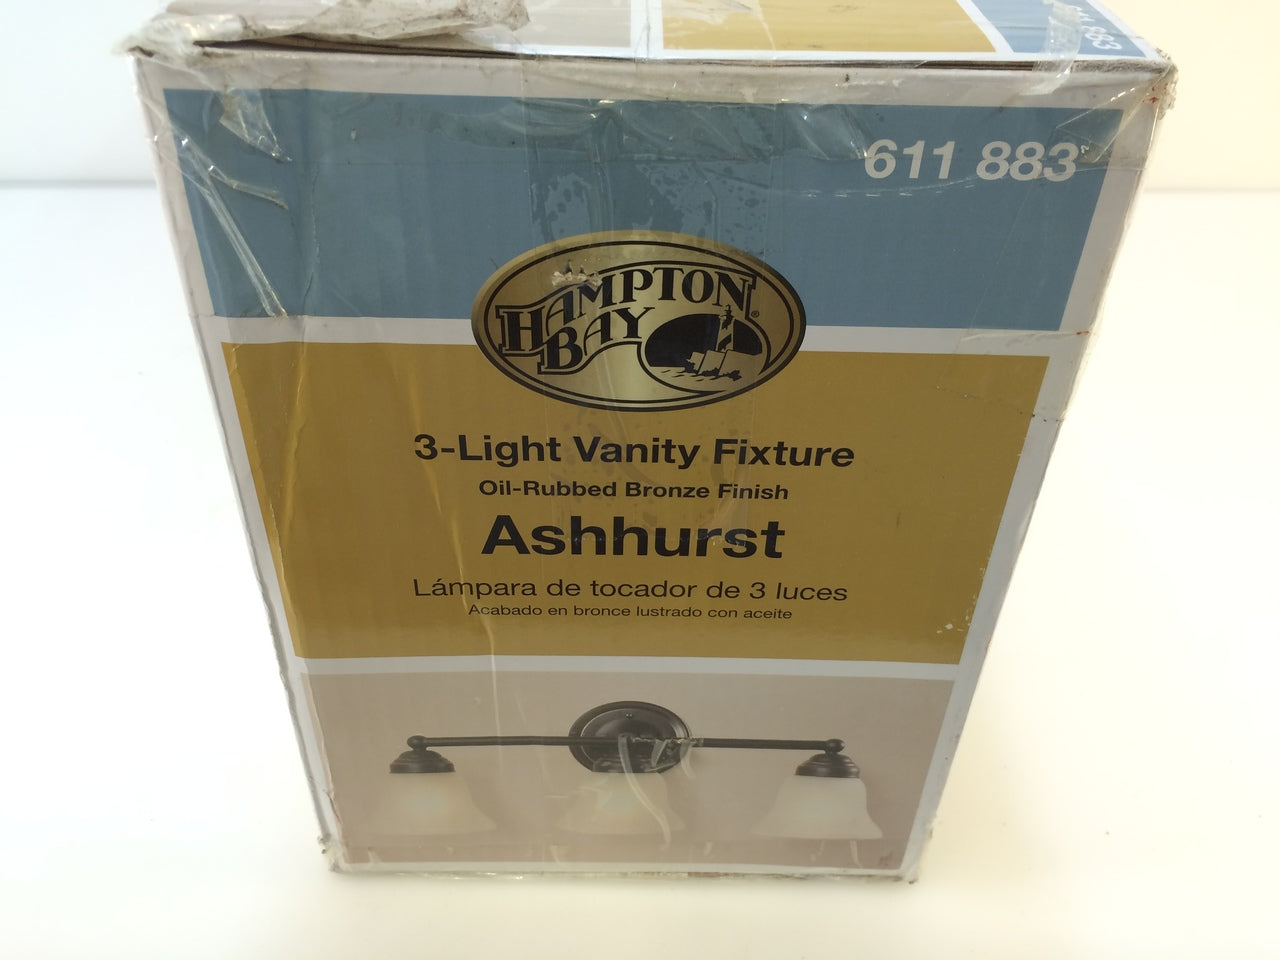 883
611 883
HAMPTON
BAY
®
3-Light Vanity Fixture
Oil-Rubbed Bronze Finish
Ashhurst
Lámpara de tocador de 3 luces
Acabado en bronce lustrado con aceite